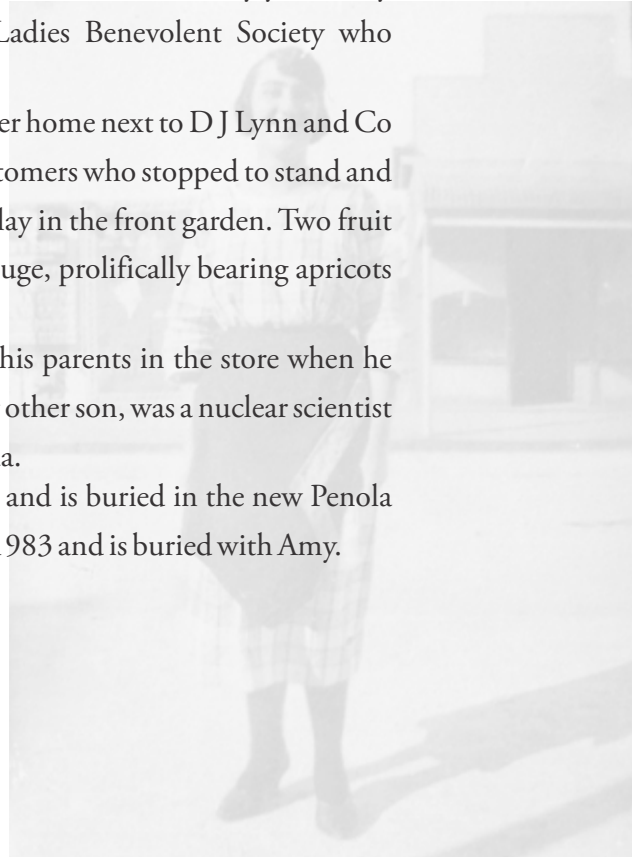 Ladies Benevolent Society who
er home next to D J Lynn and Co
tomers who stopped to stand and
lay in the front garden. Two fruit
uge, prolifically bearing apricots
his parents in the store when he
other son, was a nuclear scientist
a.
and is buried in the new Penola
1983 and is buried with Amy.